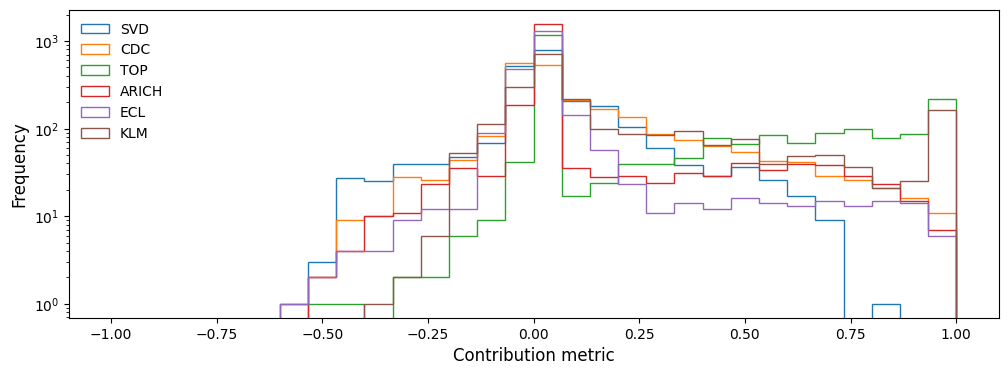 SVD
CDC
TOP
ARICH
ECL
KLM
Frequency
10³
10²
10¹
10⁰
−1.00 −0.75 −0.50 −0.25 0.00 0.25 0.50 0.75 1.00
Contribution metric